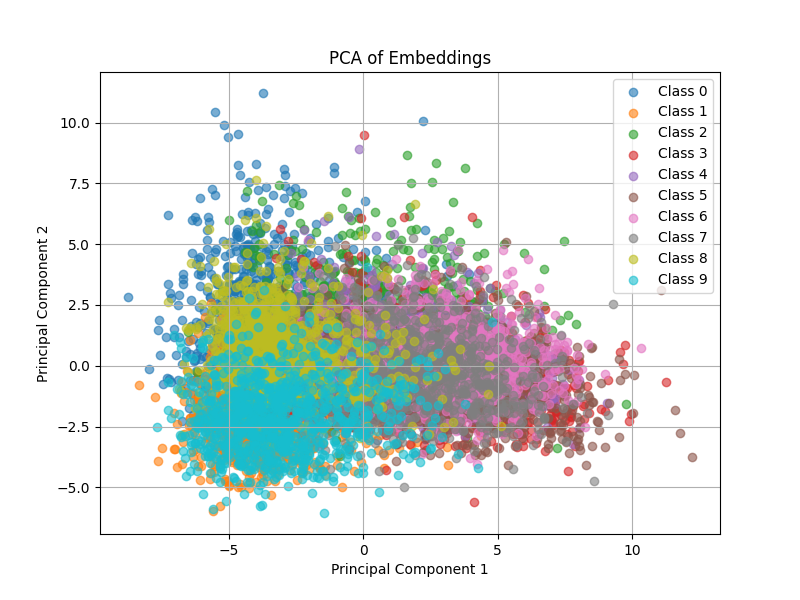 PCA of Embeddings
Class 0
Class 1
Class 2
Class 3
Class 4
Class 5
Class 6
Class 7
Class 8
Class 9
10.0
7.5
5.0
2.5
0.0
−2.5
−5.0
Principal Component 2
−5
0
5
10
Principal Component 1